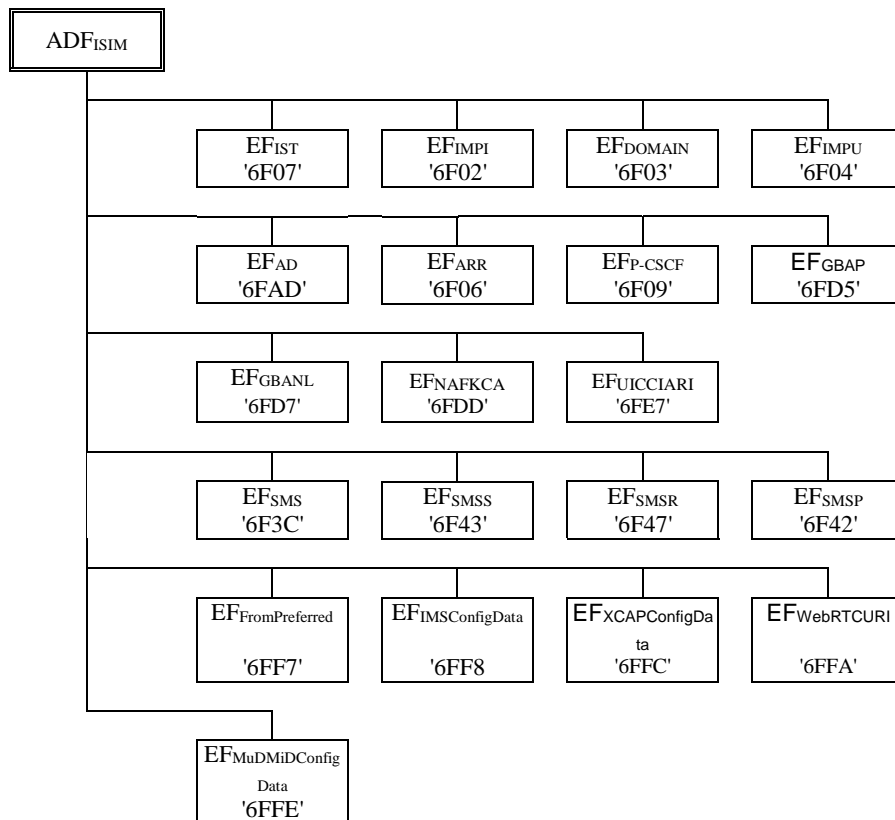 ADFISIM
EFIST EFIMPI EFDOMAIN EFIMPU
'6F07' '6F02' '6F03' '6F04'
EFAD EFARR EFP-CSCF EFGBAP
'6FAD' '6F06' '6F09' '6FD5'
EFGBANL EFNAFKCA EFUICCIARI
'6FD7' '6FDD' '6FE7'
EFSMS EFSMSS EFSMSR EFSMSP
'6F3C' '6F43' '6F47' '6F42'
EFFromPreferred EFIMSConfigData EFXCAPConfigDa EFWebRTCURI
ta
'6FF7' '6FF8 '6FFC' '6FFA'
EFMuDMiDConfig
Data
'6FFE'